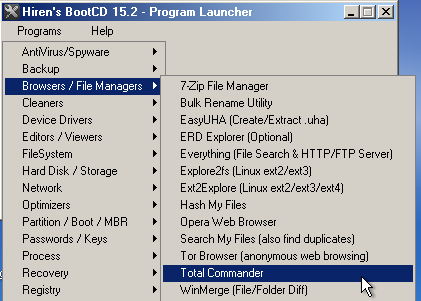 Hiren's BootCD 15.2 - Program Launcher
Programs Help
AntiVirus/Spyware
Backup
Browsers / File Managers
Cleaners
Device Drivers
Editors / Viewers
FileSystem
Hard Disk / Storage
Network
Optimizers
Partition / Boot / MBR
Passwords / Keys
Process
Recovery
Registry
7-Zip File Manager
Bulk Rename Utility
EasyUHA (Create/Extract .uha)
ERD Explorer (Optional)
Everything (File Search & HTTP/FTP Server)
Explore2fs (Linux ext2/ext3)
Ext2Explore (Linux ext2/ext3/ext4)
Hash My Files
Opera Web Browser
Search My Files (also find duplicates)
Tor Browser (anonymous web browsing)
Total Commander
WinMerge (File/Folder Diff)